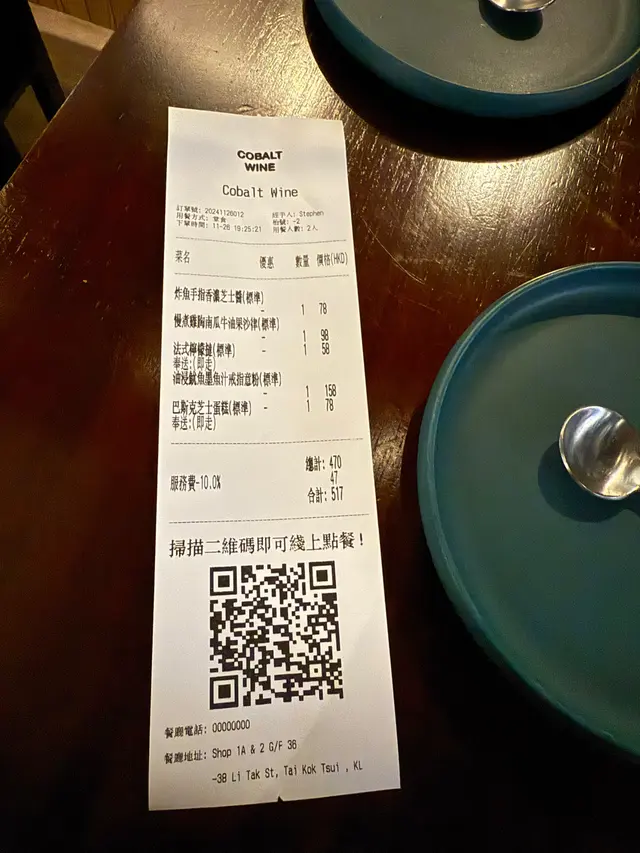 COBALT
WINE
Cobalt Wine
訂單號: 20241126012 經手人: Stephen
用餐方式: 堂食 枱號: -2
下單時間: 11-26 19:25:21 用餐人數: 2人
菜名 優惠 數量 價格(HKD)
炸魚手指香濃芝士醬(標準)
- 1 78
慢煮雞胸南瓜牛油果沙律(標準)
- 1 98
法式檸檬撻(標準) - 1 58
奉送:(即走)
油浸魷魚墨魚汁戒指意粉(標準)
- 1 158
巴斯克芝士蛋糕(標準) - 1 78
奉送:(即走)
總計: 470
服務費-10.0% 47
合計: 517
掃描二維碼即可綫上點餐!
餐廳電話: 00000000
餐廳地址: Shop 1A & 2 G/F 36
-38 Li Tak St, Tai Kok Tsui , KL